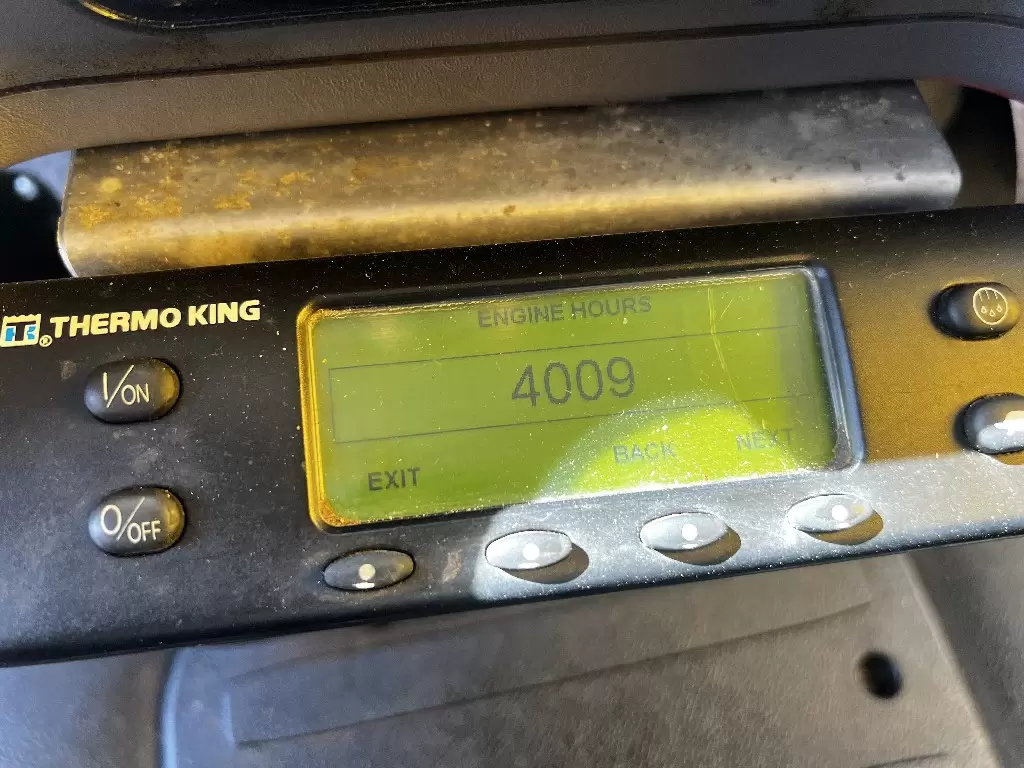 ENGINE HOURS
® THERMO KING
I/ON
4009
BACK NEXT
EXIT
O/OFF